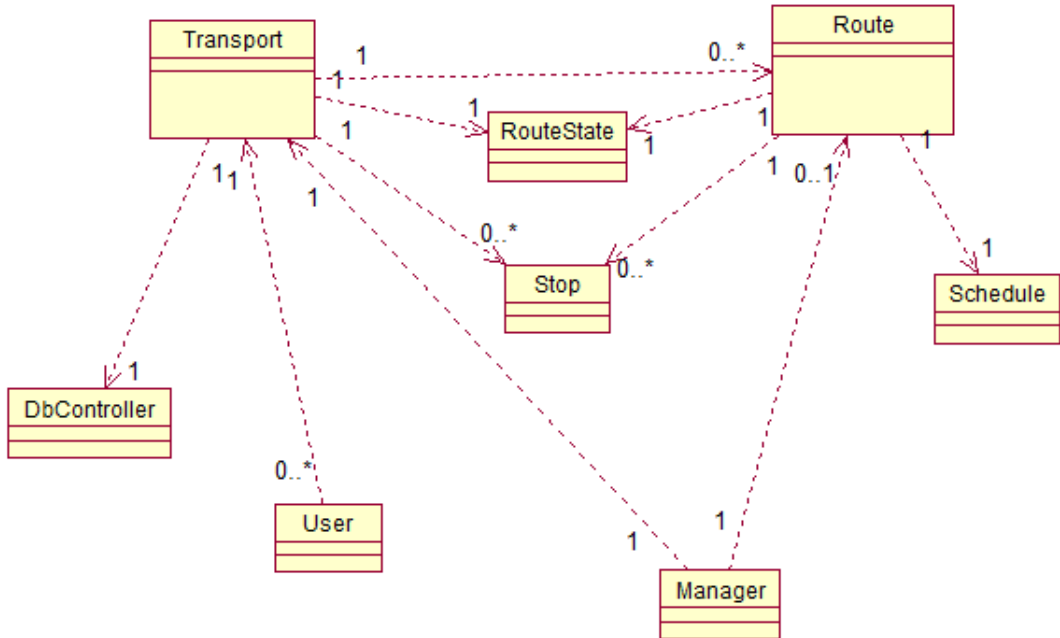 Transport
Route
1
0..*
1
1
RouteState
1
1
1
1
0..1
1
1
1
1
0..*
0..*
1
Stop
Schedule
1
DbController
0..*
User
1
1
Manager